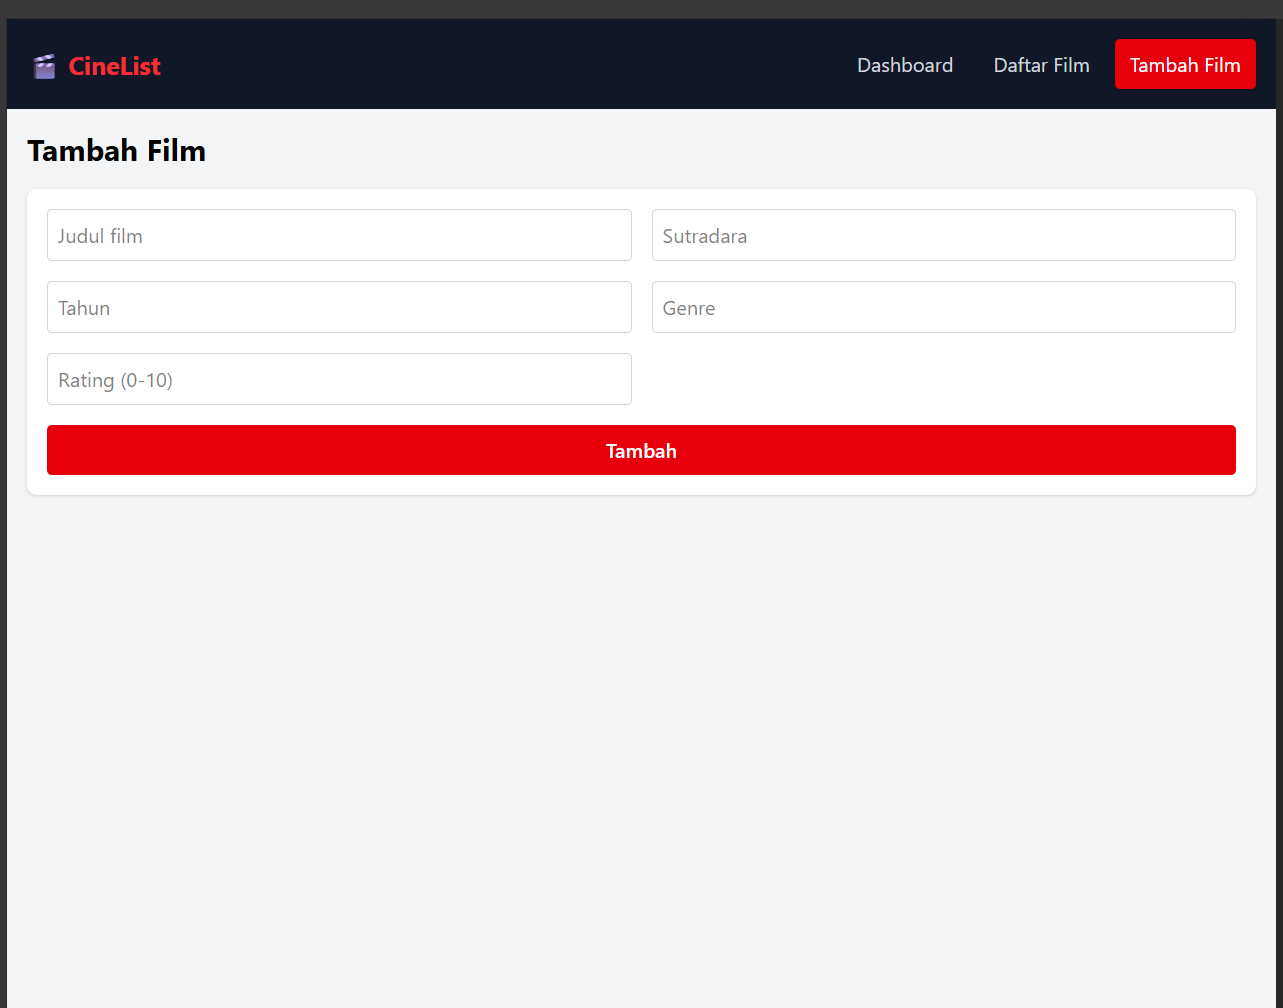 CineList
Dashboard
Daftar Film
Tambah Film
Tambah Film
Judul film
Sutradara
Tahun
Genre
Rating (0-10)
Tambah